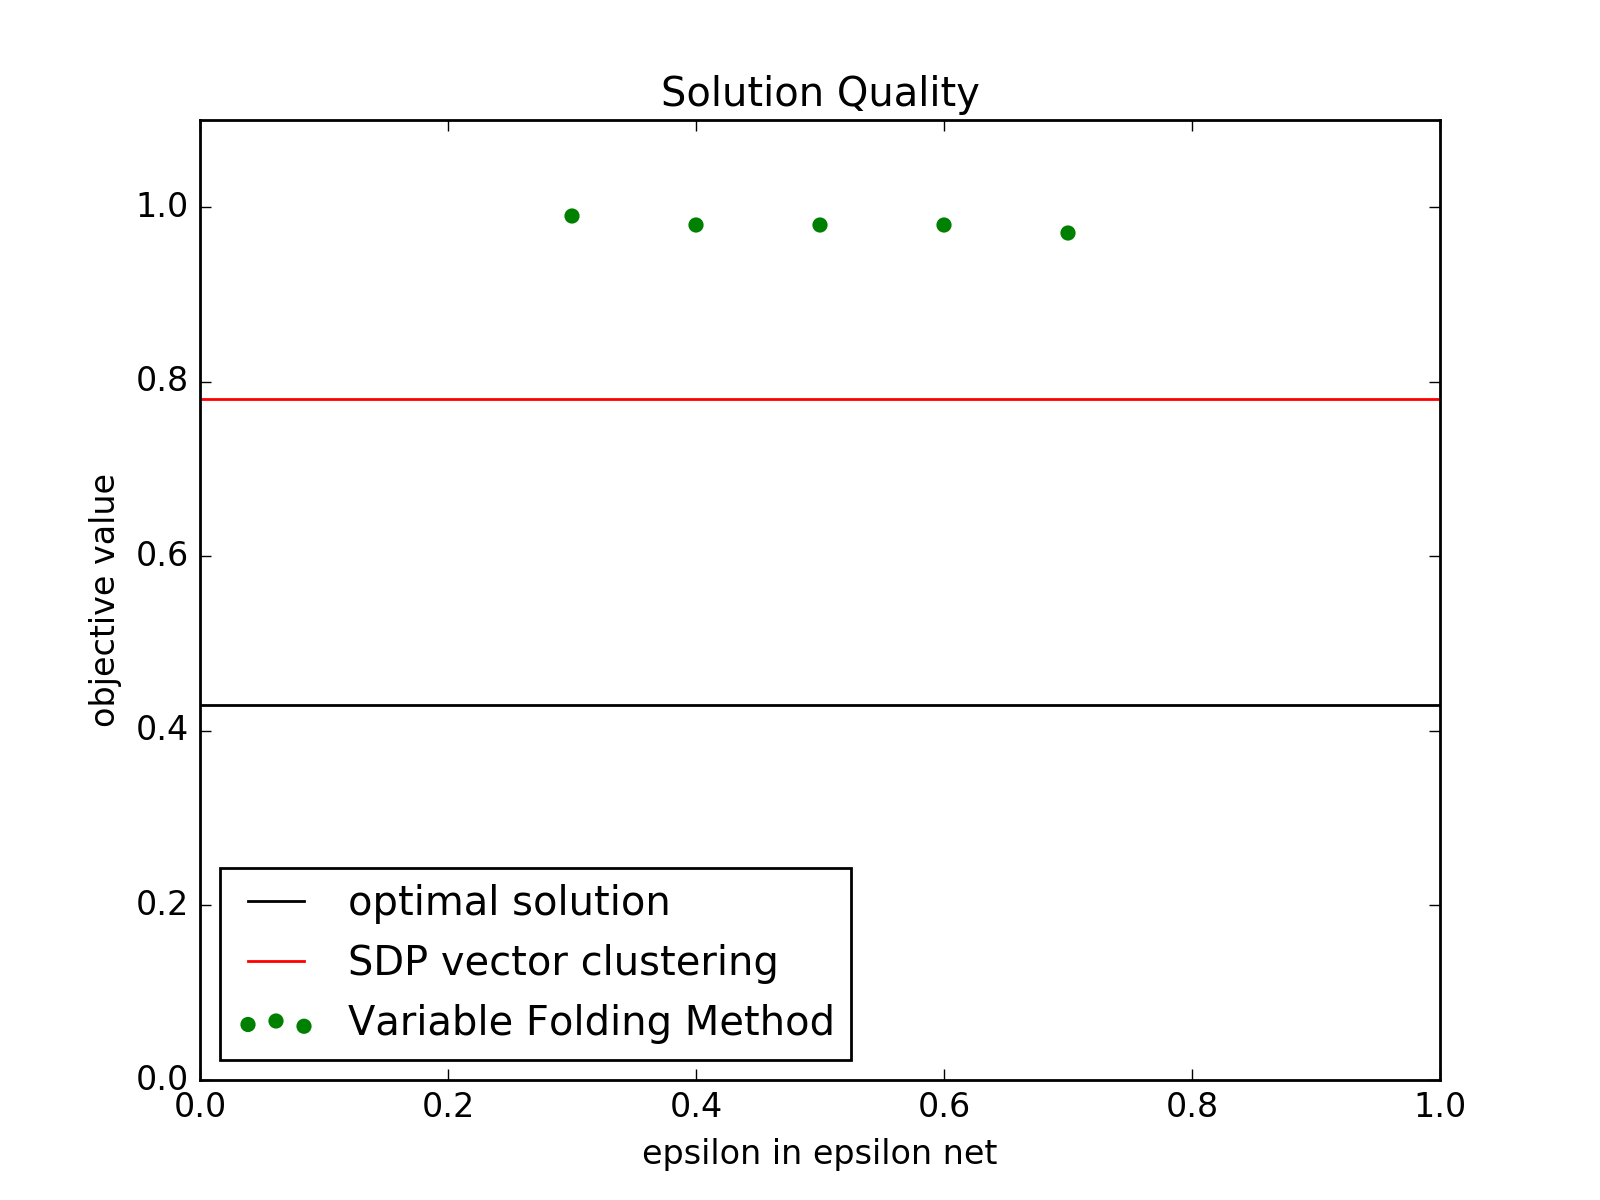 Solution Quality
1.0
0.8
0.6
0.4
0.2
0.0
objective value
optimal solution
SDP vector clustering
Variable Folding Method
0.0 0.2 0.4 0.6 0.8 1.0
epsilon in epsilon net